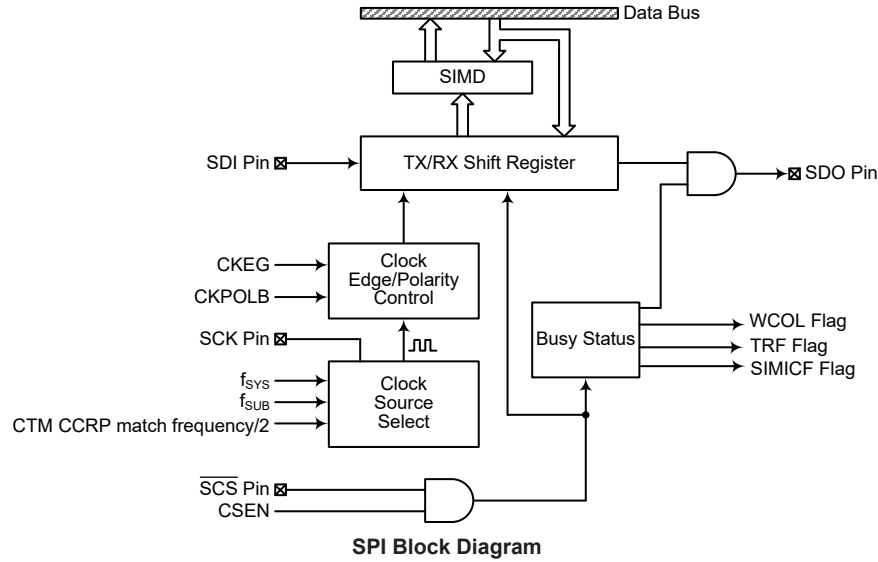 Data Bus
SIMD
SDI Pin
TX/RX Shift Register
SDO Pin
CKEG
CKPOLB
Clock
Edge/Polarity
Control
SCK Pin
Busy Status
WCOL Flag
TRF Flag
SIMICF Flag
fSYS
fSUB
CTM CCRP match frequency/2
Clock
Source
Select
SCS Pin
CSEN
SPI Block Diagram